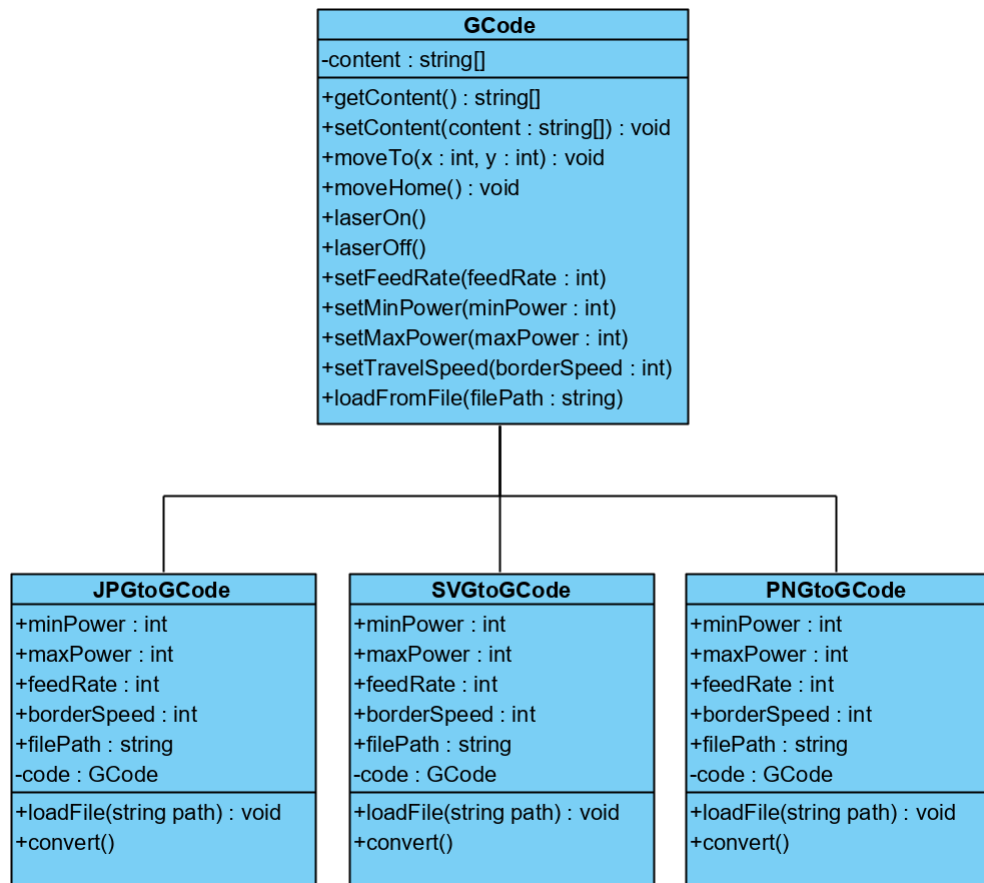 GCode
-content : string[]
+getContent() : string[]
+setContent(content : string[]) : void
+moveTo(x : int, y : int) : void
+moveHome() : void
+laserOn()
+laserOff()
+setFeedRate(feedRate : int)
+setMinPower(minPower : int)
+setMaxPower(maxPower : int)
+setTravelSpeed(borderSpeed : int)
+loadFromFile(filePath : string)
JPGtoGCode
+minPower : int
+maxPower : int
+feedRate : int
+borderSpeed : int
+filePath : string
-code : GCode
+loadFile(string path) : void
+convert()
SVGtoGCode
+minPower : int
+maxPower : int
+feedRate : int
+borderSpeed : int
+filePath : string
-code : GCode
+loadFile(string path) : void
+convert()
PNGtoGCode
+minPower : int
+maxPower : int
+feedRate : int
+borderSpeed : int
+filePath : string
-code : GCode
+loadFile(string path) : void
+convert()